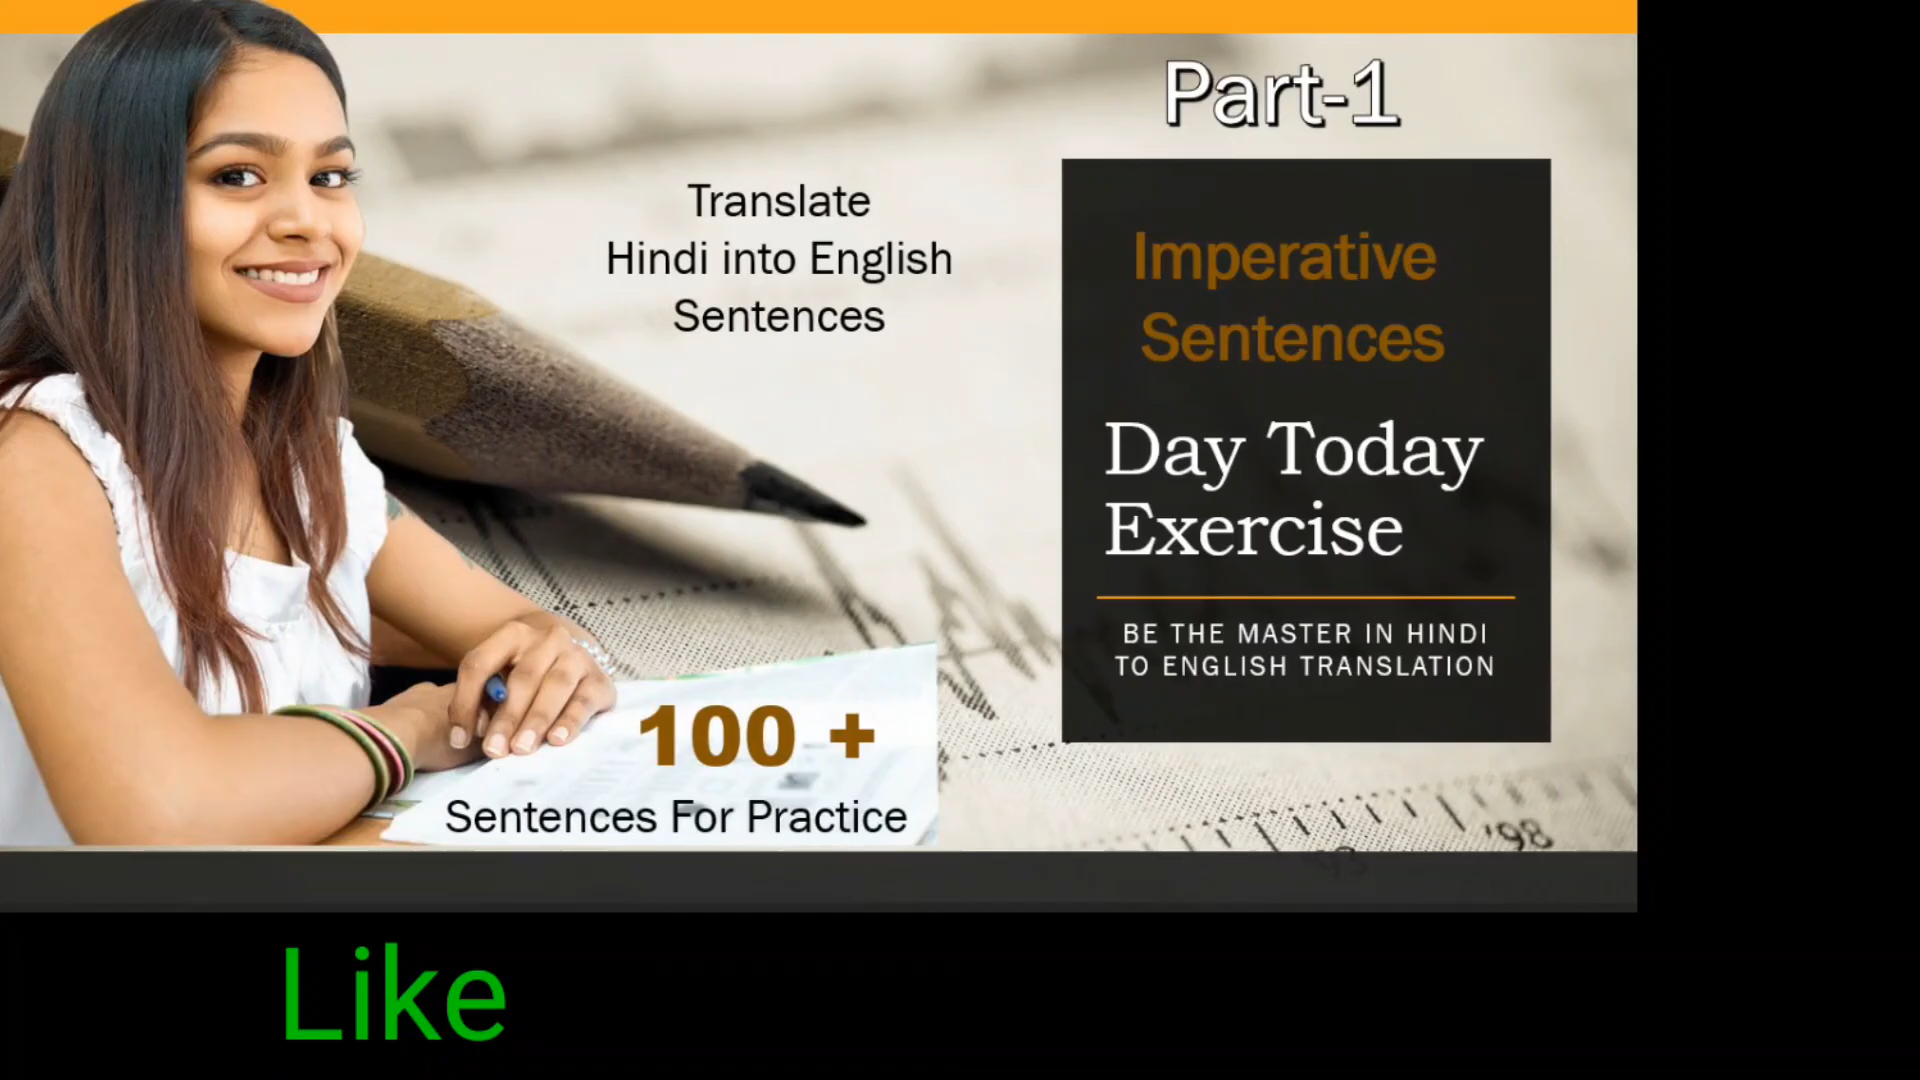 Part-1
Translate
Hindi into English
Sentences
Imperative
Sentences
Day Today
Exercise
BE THE MASTER IN HINDI
TO ENGLISH TRANSLATION
100 +
Sentences For Practice
'98
'93
Like